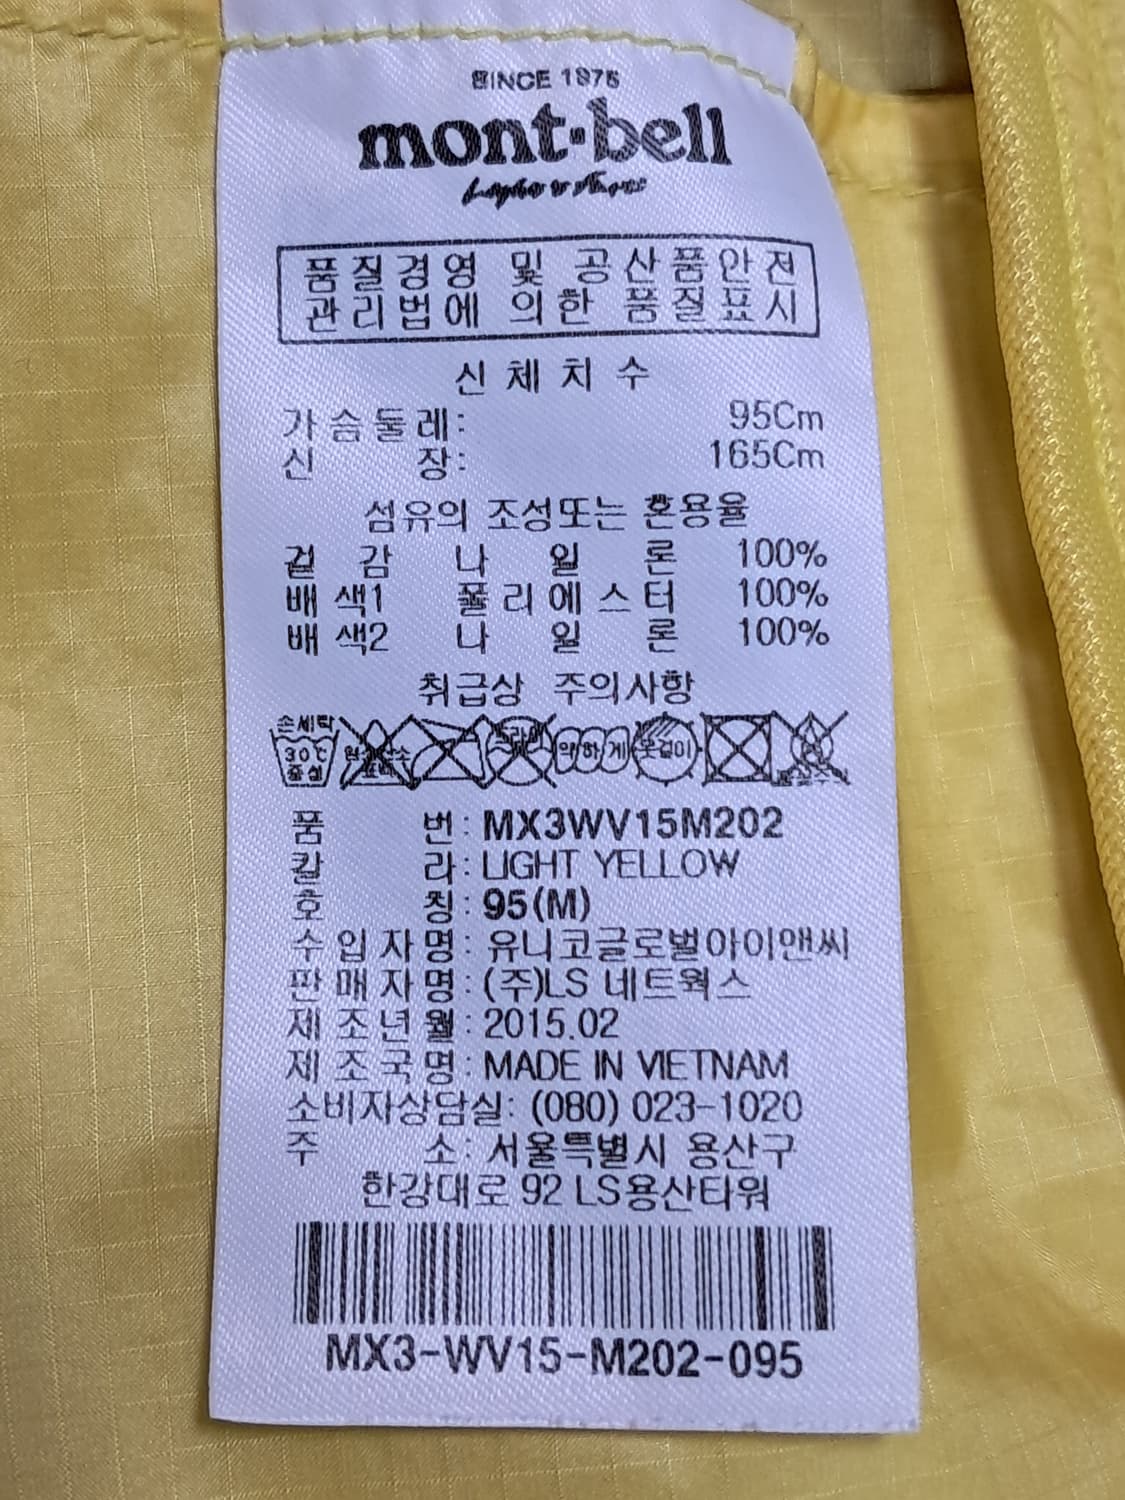 SINCE 1975
mont-bell
품질경영 및 공산품안전
관리법에 의한 품질표시
신체치수
가슴둘레: 95Cm
신장: 165Cm
섬유의 조성또는 혼용율
겉감 나일론 100%
배색1 폴리에스터 100%
배색2 나일론 100%
취급상 주의사항
손세탁 30℃ 중성 약하게 옷걸이
품번: MX3WV15M202
칼라: LIGHT YELLOW
호칭: 95(M)
수입자명: 유니코글로벌아이앤씨
판매자명: (주)LS 네트웍스
제조년월: 2015.02
제조국명: MADE IN VIETNAM
소비자상담실: (080) 023-1020
주소: 서울특별시 용산구
한강대로 92 LS용산타워
MX3-WV15-M202-095